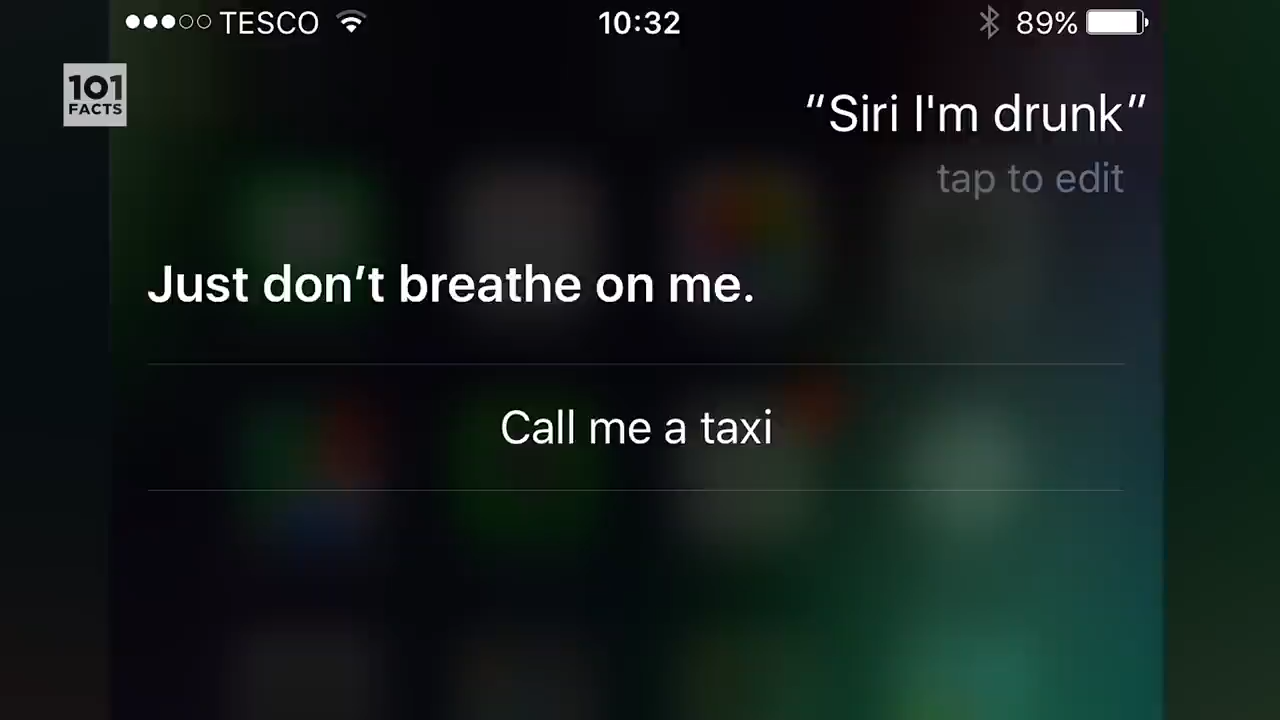 TESCO 10:32 89%
101
FACTS
“Siri I'm drunk”
tap to edit
Just don’t breathe on me.
Call me a taxi